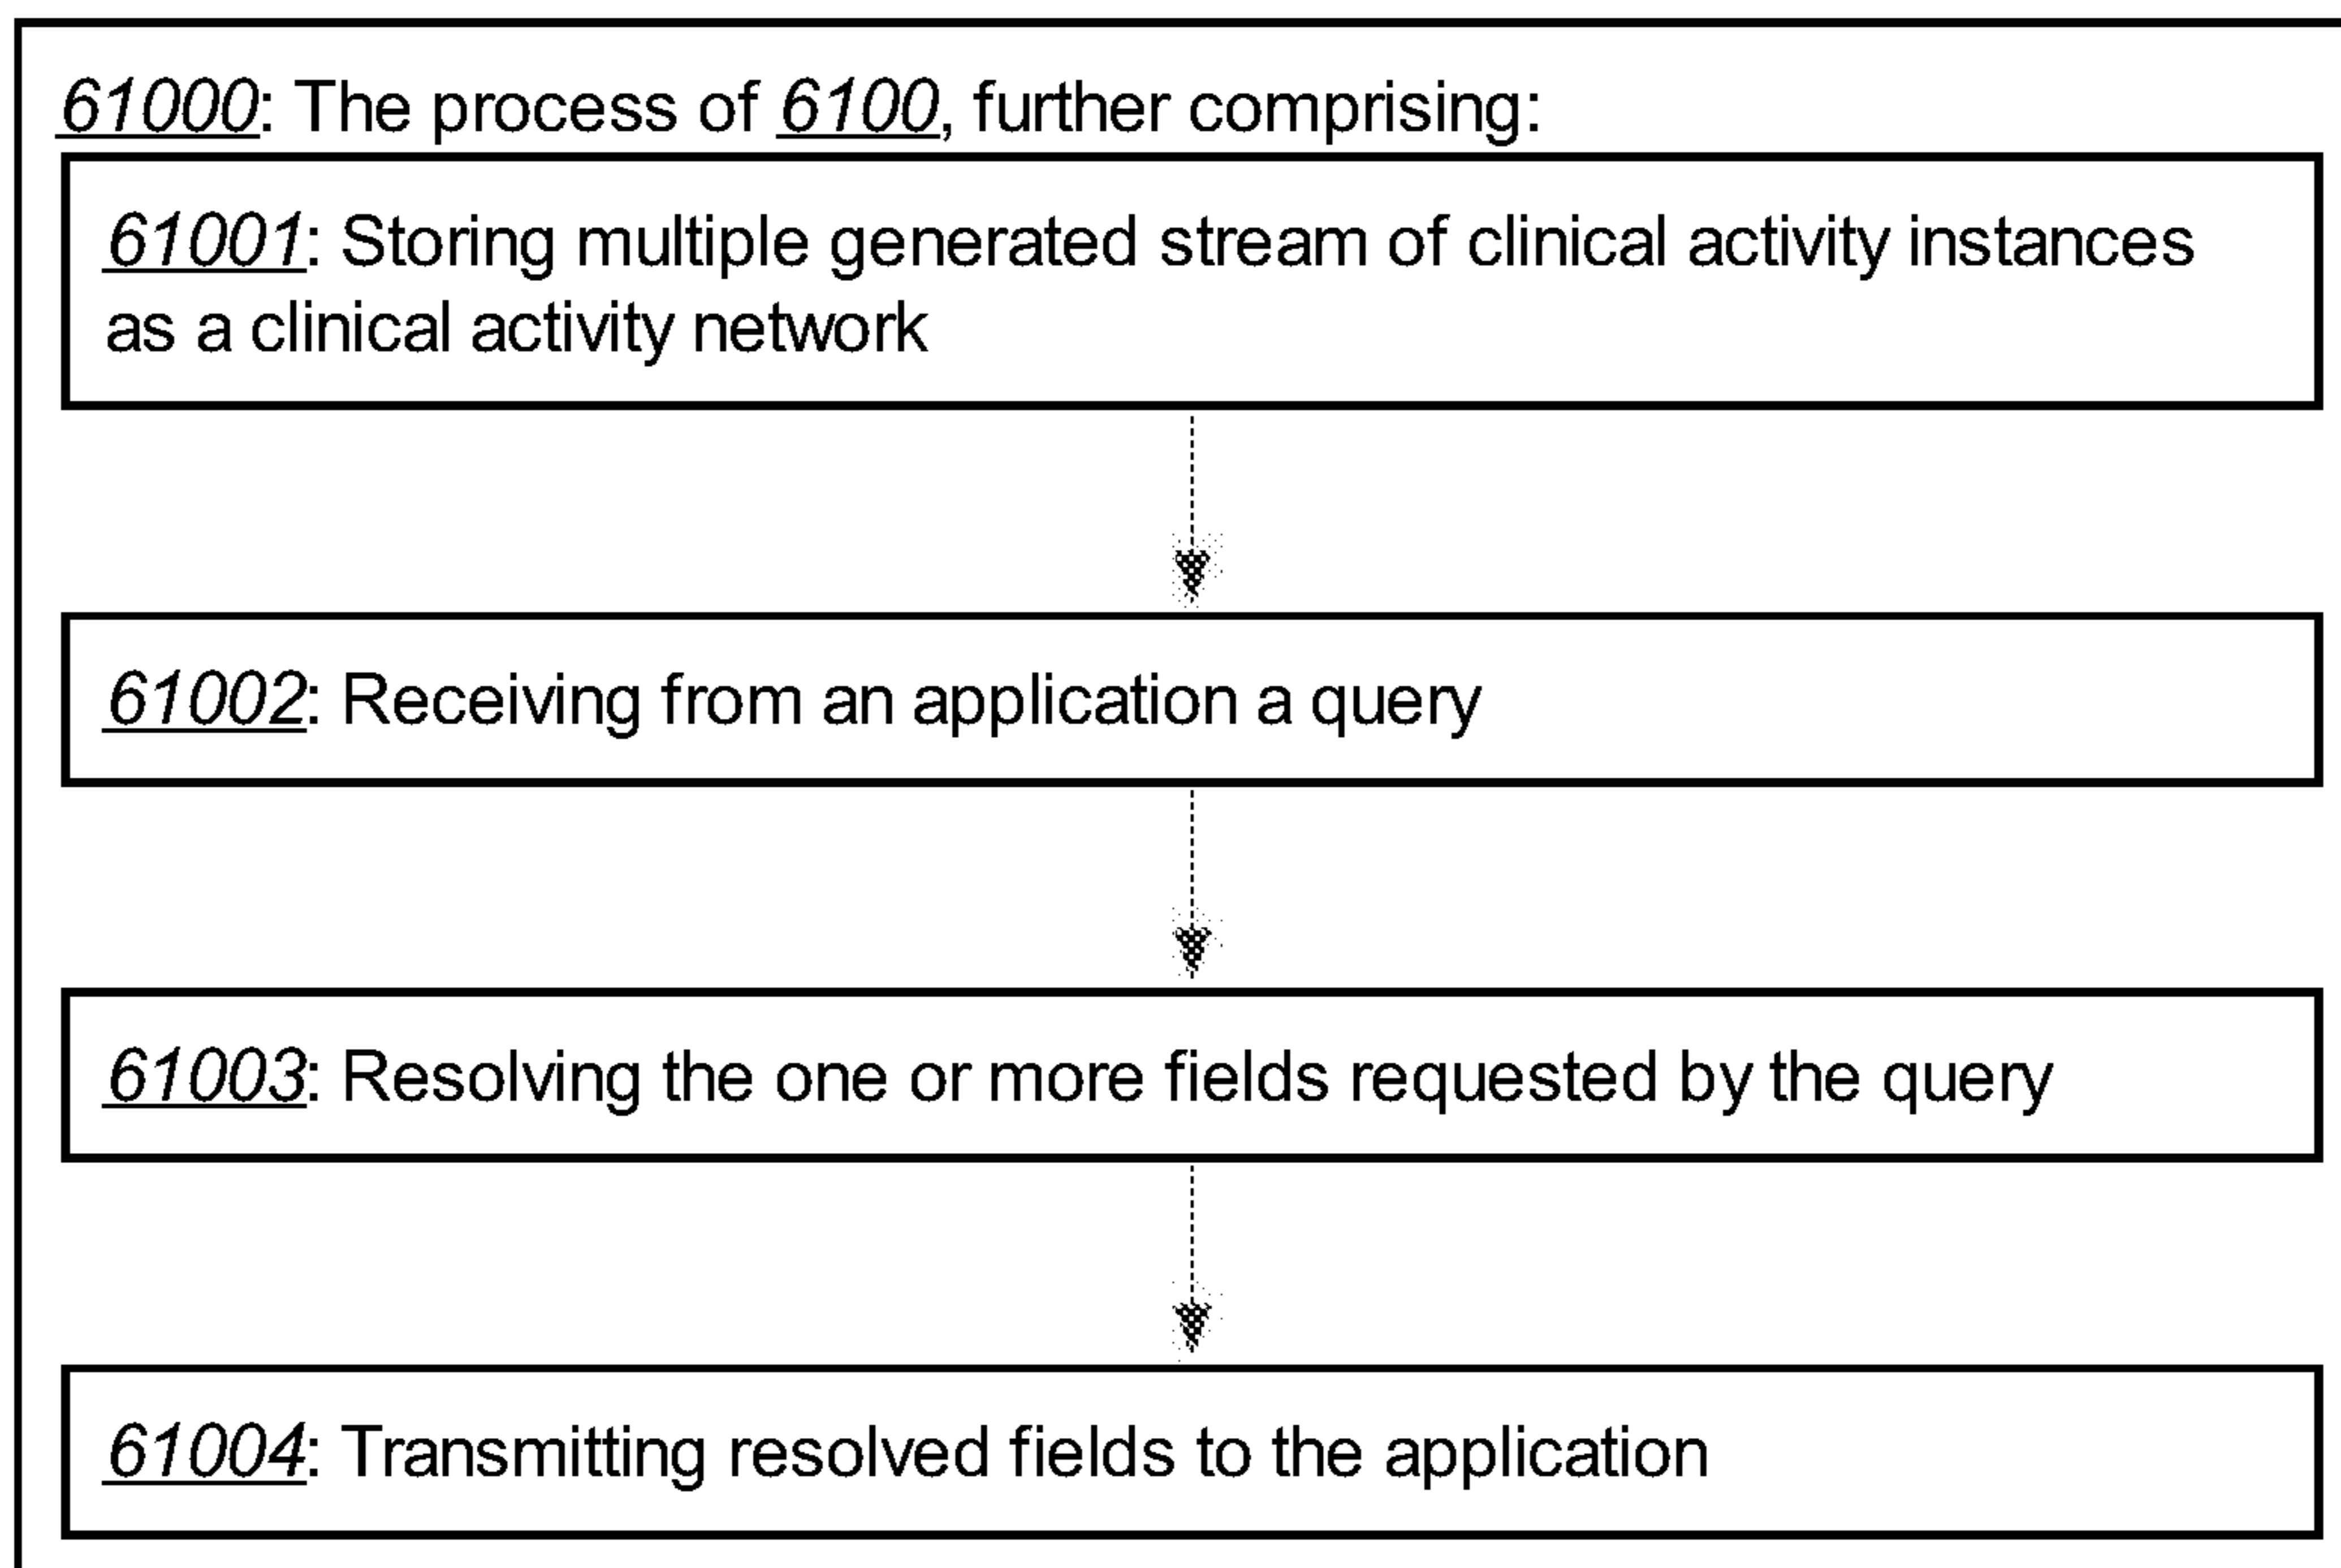 61000: The process of 6100, further comprising:
61001: Storing multiple generated stream of clinical activity instances
as a clinical activity network
61002: Receiving from an application a query
61003: Resolving the one or more fields requested by the query
61004: Transmitting resolved fields to the application